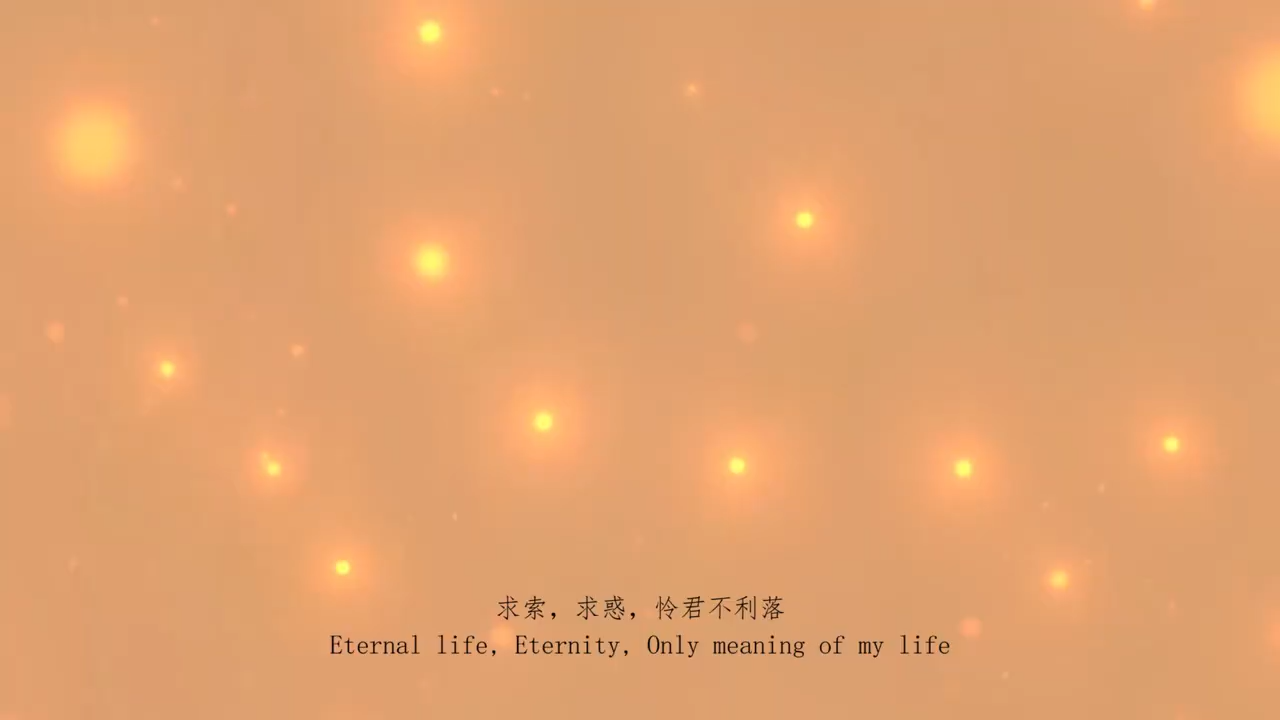 求索，求惑，怜君不利落
Eternal life, Eternity, Only meaning of my life